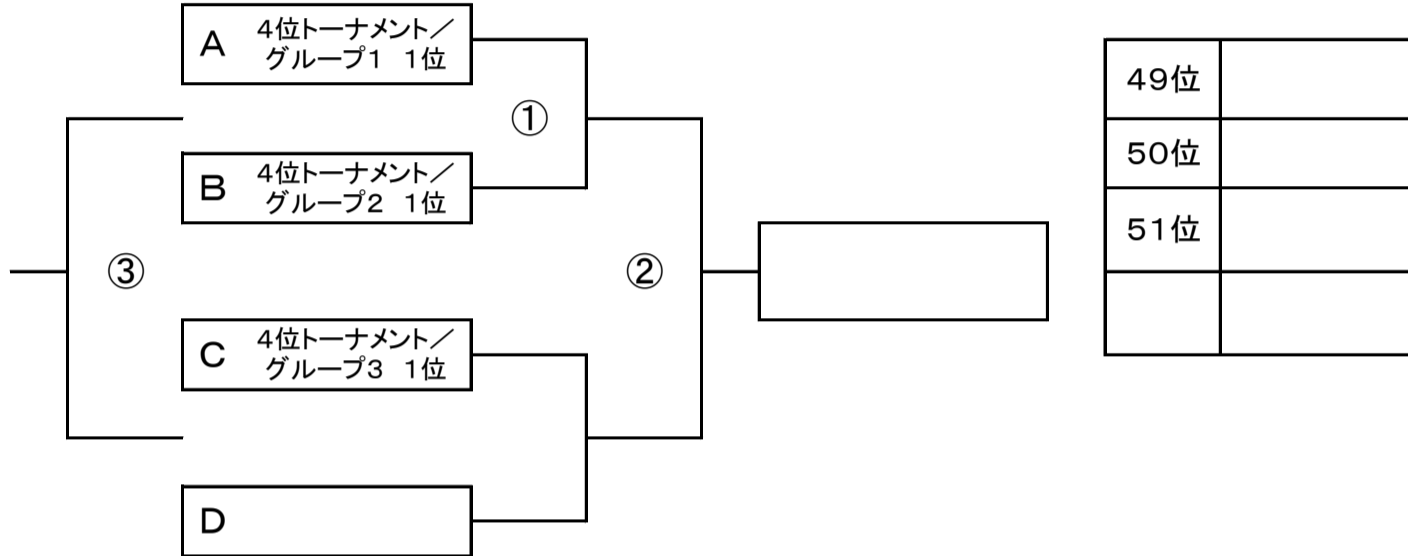 A 4位トーナメント／
グループ1 1位
①
B 4位トーナメント／
グループ2 1位
③
②
C 4位トーナメント／
グループ3 1位
D
49位
50位
51位